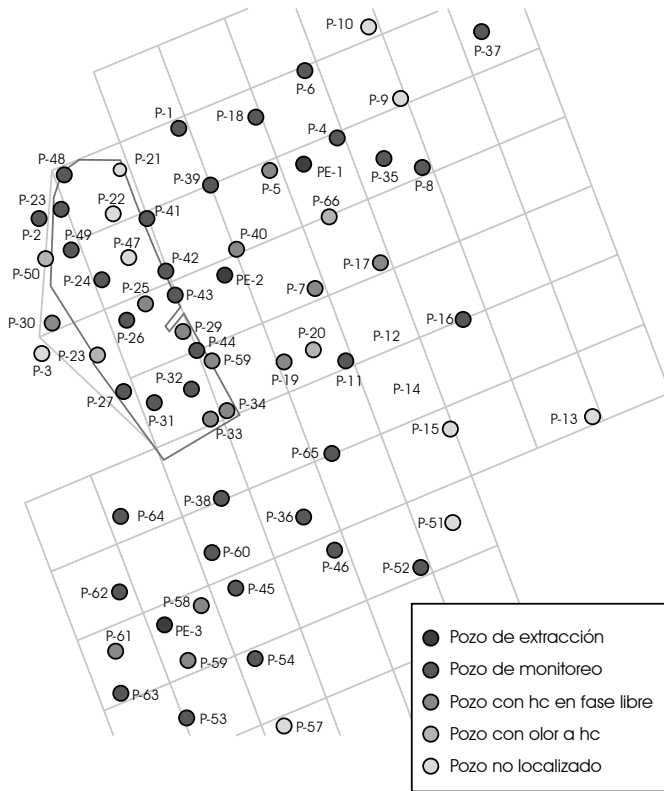 P-10
P-37
P-6
P-9
P-1
P-18
P-4
P-48
P-21
P-39
P-5
PE-1
P-35
P-8
P-23
P-22
P-41
P-66
P-2
P-49
P-47
P-40
P-50
P-42
P-17
P-24
PE-2
P-25
P-43
P-7
P-30
P-26
P-29
P-16
P-44
P-20
P-12
P-3
P-23
P-59
P-19
P-11
P-32
P-14
P-27
P-31
P-34
P-33
P-15
P-13
P-65
P-38
P-64
P-36
P-51
P-60
P-46
P-52
P-62
P-58
P-45
P-61
PE-3
P-59
P-54
P-63
P-53
P-57
Pozo de extracción
Pozo de monitoreo
Pozo con hc en fase libre
Pozo con olor a hc
Pozo no localizado